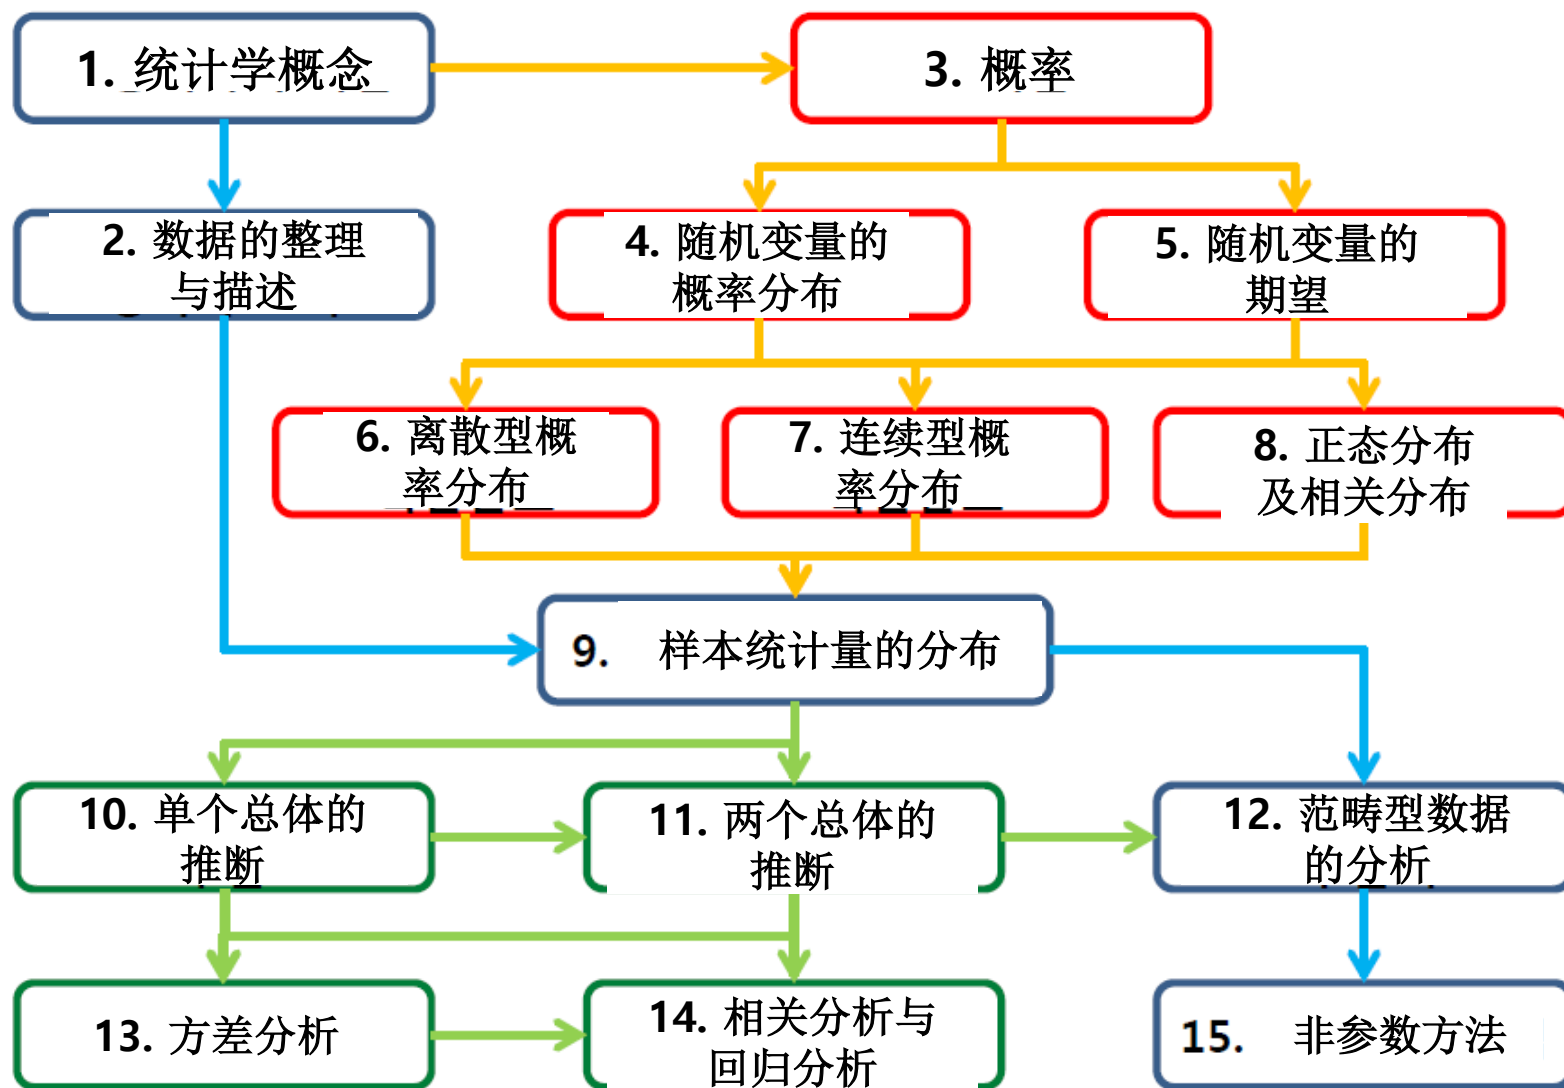 1. 统计学概念
3. 概率
2. 数据的整理
与描述
4. 随机变量的
概率分布
5. 随机变量的
期望
6. 离散型概
率分布
7. 连续型概
率分布
8. 正态分布
及相关分布
9. 样本统计量的分布
10. 单个总体的
推断
11. 两个总体的
推断
12. 范畴型数据
的分析
13. 方差分析
14. 相关分析与
回归分析
15. 非参数方法